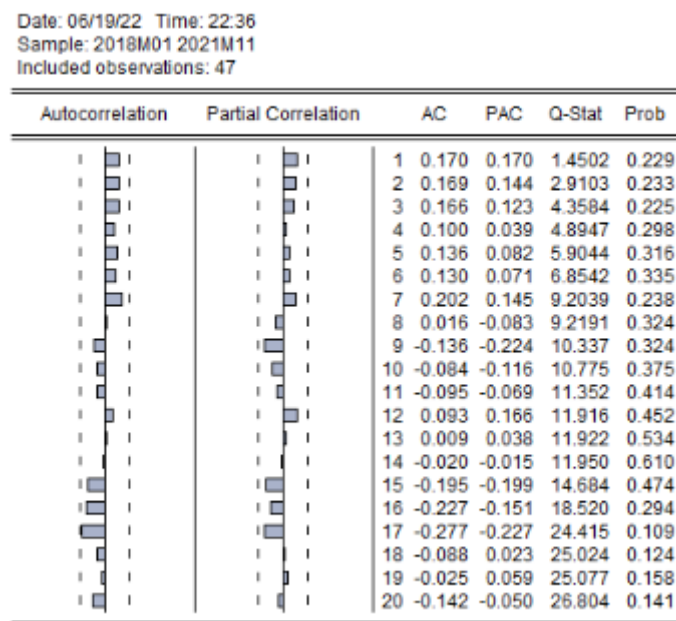 Date: 06/19/22 Time: 22:36
Sample: 2018M01 2021M11
Included observations: 47
Autocorrelation Partial Correlation AC PAC Q-Stat Prob
1 0.170 0.170 1.4502 0.229
2 0.169 0.144 2.9103 0.233
3 0.166 0.123 4.3584 0.225
4 0.100 0.039 4.8947 0.298
5 0.136 0.082 5.9044 0.316
6 0.130 0.071 6.8542 0.335
7 0.202 0.145 9.2039 0.238
8 0.016 -0.083 9.2191 0.324
9 -0.136 -0.224 10.337 0.324
10 -0.084 -0.116 10.775 0.375
11 -0.095 -0.069 11.352 0.414
12 0.093 0.166 11.916 0.452
13 0.009 0.038 11.922 0.534
14 -0.020 -0.015 11.950 0.610
15 -0.195 -0.199 14.684 0.474
16 -0.227 -0.151 18.520 0.294
17 -0.277 -0.227 24.415 0.109
18 -0.088 0.023 25.024 0.124
19 -0.025 0.059 25.077 0.158
20 -0.142 -0.050 26.804 0.141